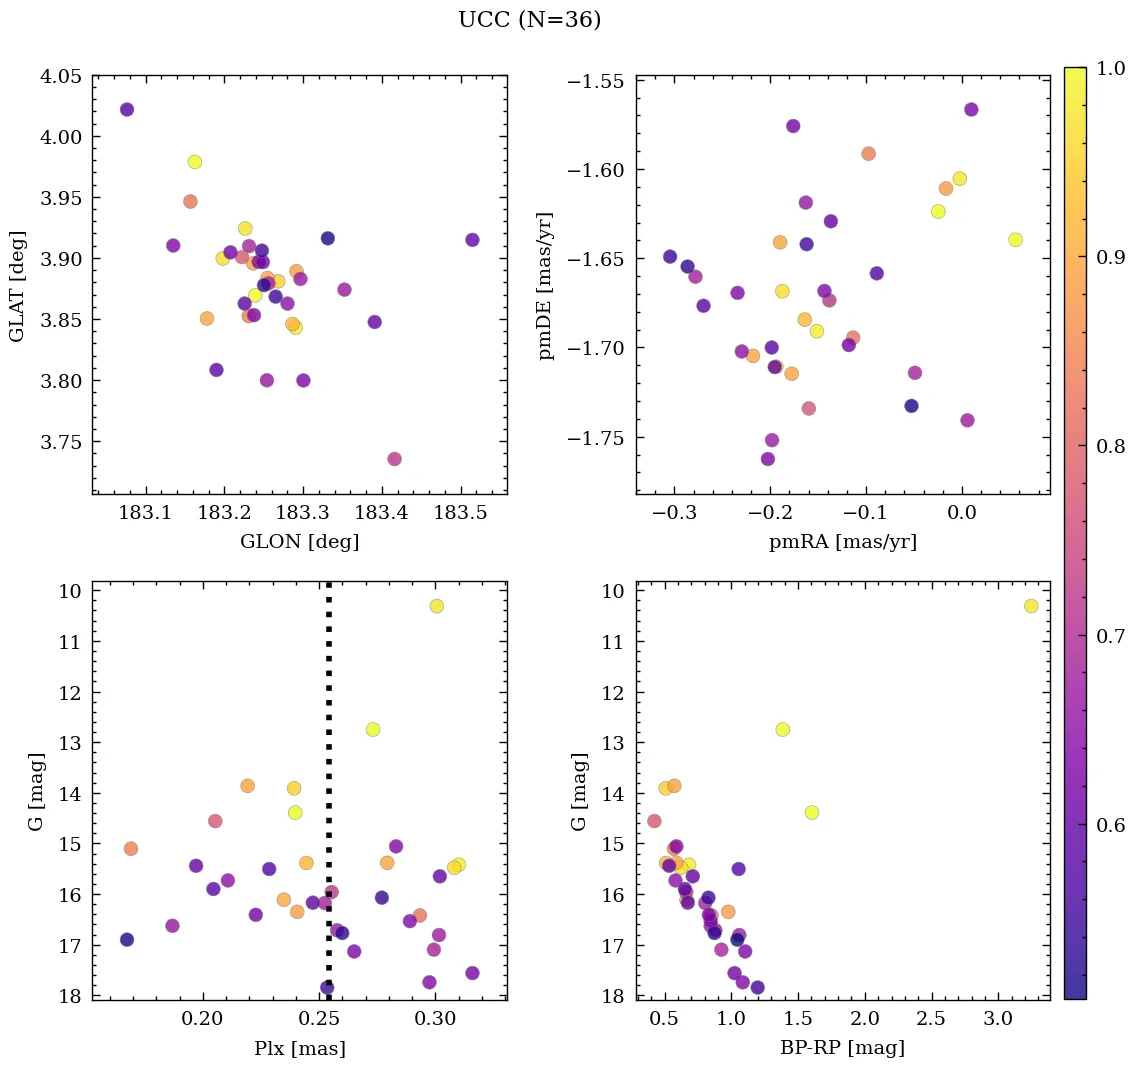 UCC (N=36)
4.05
4.00
3.95
3.90
3.85
3.80
3.75
GLAT [deg]
183.1 183.2 183.3 183.4 183.5
GLON [deg]
−1.55
−1.60
−1.65
−1.70
−1.75
pmDE [mas/yr]
−0.3 −0.2 −0.1 0.0
pmRA [mas/yr]
1.0
0.9
0.8
0.7
0.6
10
11
12
13
14
15
16
17
18
G [mag]
0.20 0.25 0.30
Plx [mas]
10
11
12
13
14
15
16
17
18
G [mag]
0.5 1.0 1.5 2.0 2.5 3.0
BP-RP [mag]